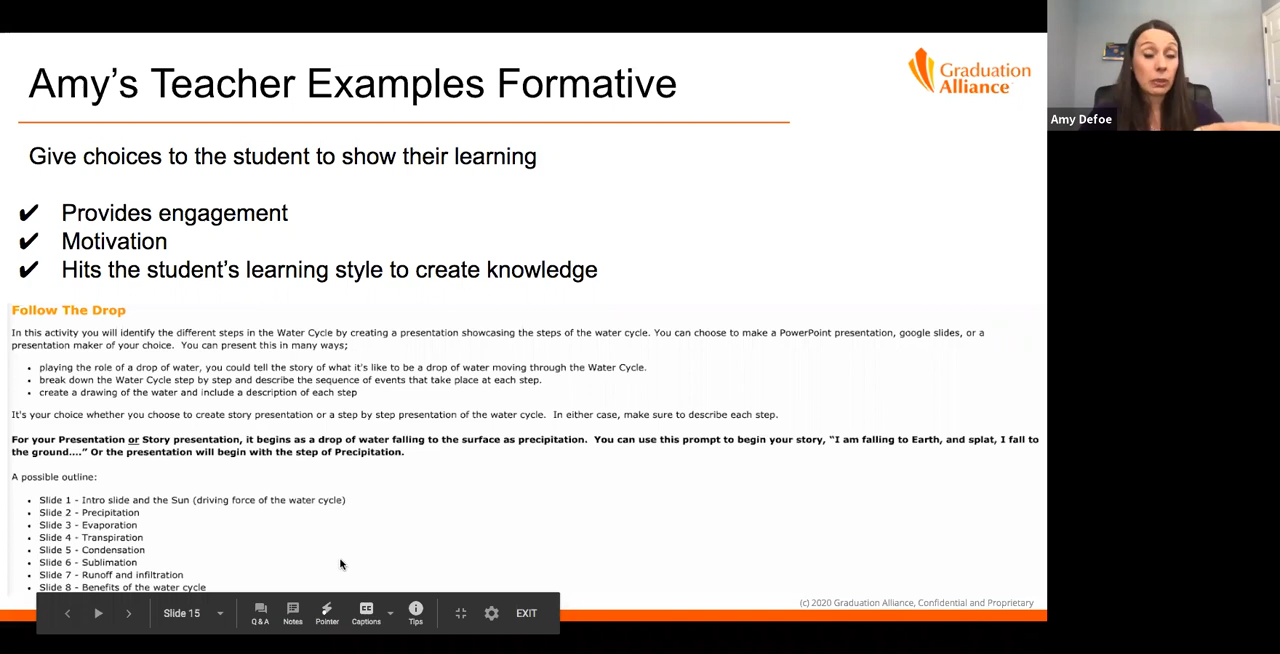 Amy's Teacher Examples Formative
Graduation
Alliance
Amy Defoe
Give choices to the student to show their learning
✔ Provides engagement
✔ Motivation
✔ Hits the student's learning style to create knowledge
Follow The Drop
In this activity you will identify the different steps in the Water Cycle by creating a presentation showcasing the steps of the water cycle. You can choose to make a PowerPoint presentation, google slides, or a
presentation maker of your choice. You can present this in many ways;
• playing the role of a drop of water, you could tell the story of what it's like to be a drop of water moving through the Water Cycle.
• break down the Water Cycle step by step and describe the sequence of events that take place at each step.
• create a drawing of the water and include a description of each step
It's your choice whether you choose to create story presentation or a step by step presentation of the water cycle. In either case, make sure to describe each step.
For your Presentation or Story presentation, it begins as a drop of water falling to the surface as precipitation. You can use this prompt to begin your story, "I am falling to Earth, and splat, I fall to
the ground...." Or the presentation will begin with the step of Precipitation.
A possible outline:
• Slide 1 - Intro slide and the Sun (driving force of the water cycle)
• Slide 2 - Precipitation
• Slide 3 - Evaporation
• Slide 4 - Transpiration
• Slide 5 - Condensation
• Slide 6 - Sublimation
• Slide 7 - Runoff and infiltration
• Slide 8 - Benefits of the water cycle
(c) 2020 Graduation Alliance, Confidential and Proprietary
Slide 15
Q & A
Notes
Pointer
CC
Captions
Tips
EXIT